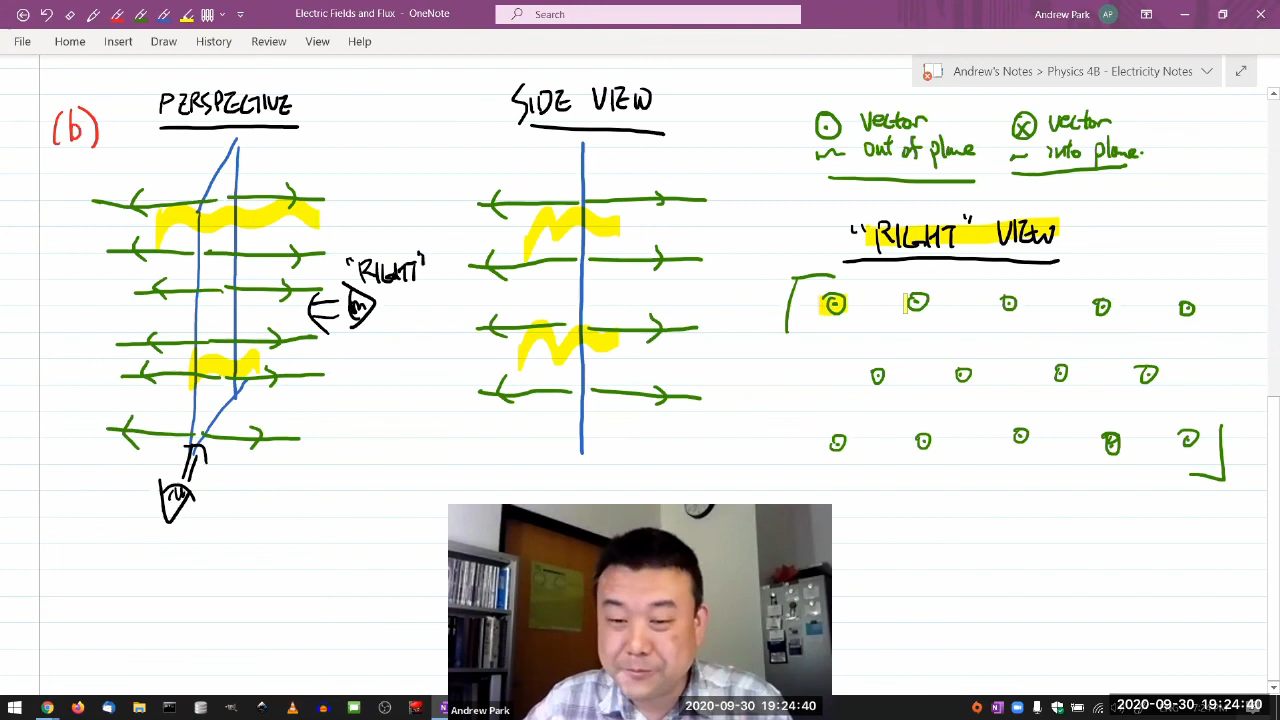 Electric Fields and Flux - OneNote
Search
Andrew Park
AP
File
Home
Insert
Draw
History
Review
View
Help
Andrew's Notes > Physics 4B - Electricity Notes
(b)
PERSPECTIVE
SIDE VIEW
vector
out of plane
vector
into plane.
"RIGHT" VIEW
"RIGHT"
2020-09-30 19:24:40
Andrew Park
2020-09-30 19:24:40